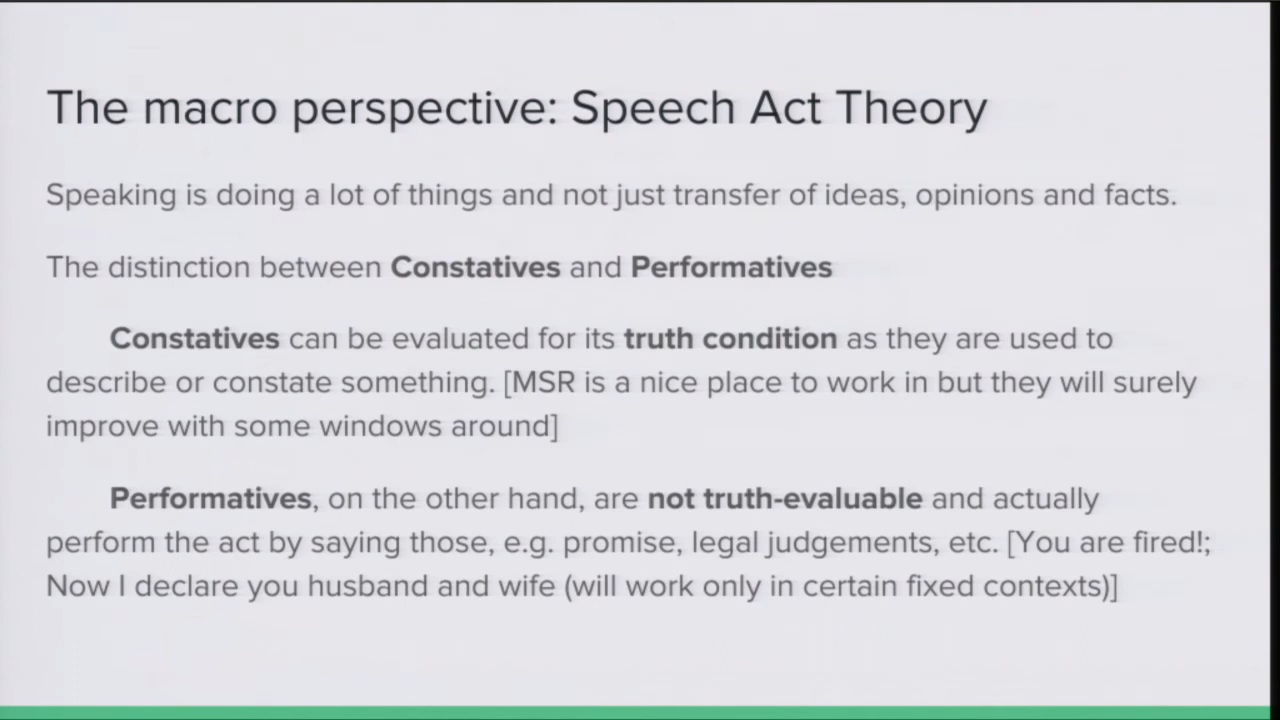 The macro perspective: Speech Act Theory
Speaking is doing a lot of things and not just transfer of ideas, opinions and facts.
The distinction between Constatives and Performatives
Constatives can be evaluated for its truth condition as they are used to
describe or constate something. [MSR is a nice place to work in but they will surely
improve with some windows around]
Performatives, on the other hand, are not truth-evaluable and actually
perform the act by saying those, e.g. promise, legal judgements, etc. [You are fired!;
Now I declare you husband and wife (will work only in certain fixed contexts)]